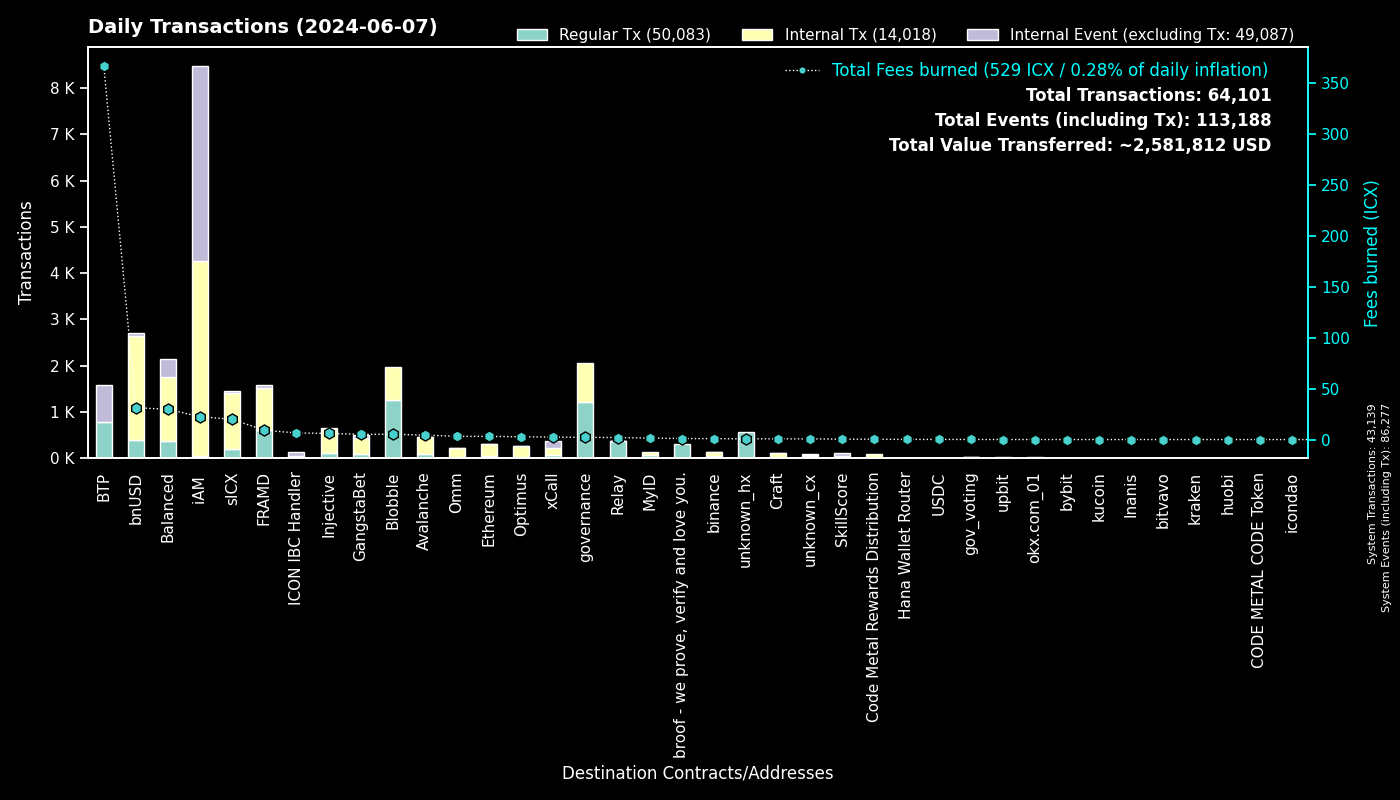 Daily Transactions (2024-06-07)
Regular Tx (50,083)
Internal Tx (14,018)
Internal Event (excluding Tx: 49,087)
Total Fees burned (529 ICX / 0.28% of daily inflation)
Total Transactions: 64,101
Total Events (including Tx): 113,188
Total Value Transferred: ~2,581,812 USD
Transactions
8 K
7 K
6 K
5 K
4 K
3 K
2 K
1 K
0 K
350
300
250
200
150
100
50
0
Fees burned (ICX)
BTP
bnUSD
Balanced
iAM
sICX
FRAMD
ICON IBC Handler
Injective
GangstaBet
Blobble
Avalanche
Omm
Ethereum
Optimus
xCall
governance
Relay
MyID
broof - we prove, verify and love you.
binance
unknown_hx
Craft
unknown_cx
SkillScore
Code Metal Rewards Distribution
Hana Wallet Router
USDC
gov_voting
upbit
okx.com_01
bybit
kucoin
Inanis
bitvavo
kraken
huobi
CODE METAL CODE Token
icondao
Destination Contracts/Addresses
System Transactions: 43,139
System Events (including Tx): 86,277